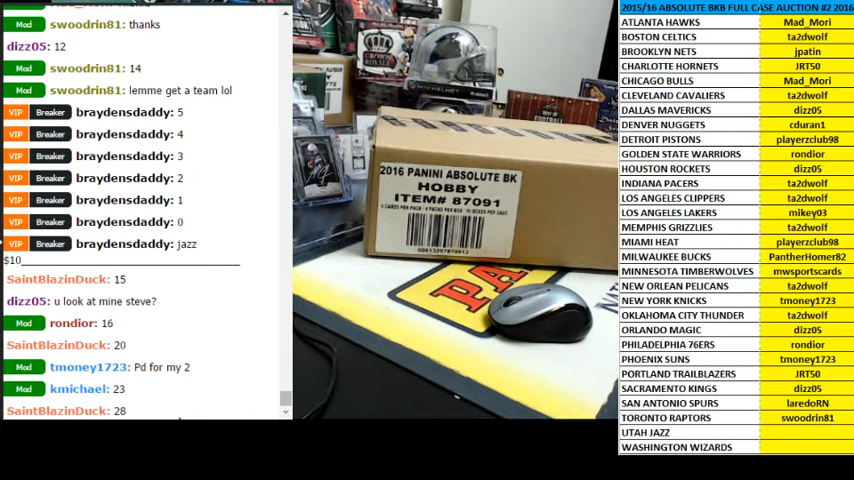 Mod swoodrin81: thanks
dizz05: 12
Mod swoodrin81: 14
Mod swoodrin81: lemme get a team lol
VIP Breaker braydensdaddy: 5
VIP Breaker braydensdaddy: 4
VIP Breaker braydensdaddy: 3
VIP Breaker braydensdaddy: 2
VIP Breaker braydensdaddy: 1
VIP Breaker braydensdaddy: 0
VIP Breaker braydensdaddy: jazz
$10
SaintBlazinDuck: 15
dizz05: u look at mine steve?
Mod rondior: 16
SaintBlazinDuck: 20
Mod tmoney1723: Pd for my 2
Mod kmichael: 23
SaintBlazinDuck: 28
CROWN
ROYALE
2016 PANINI ABSOLUTE BK
HOBBY
ITEM# 87091
PA
2015/16 ABSOLUTE BKB FULL CASE AUCTION #2 2016
ATLANTA HAWKS Mad_Mori
BOSTON CELTICS ta2dwolf
BROOKLYN NETS jpatin
CHARLOTTE HORNETS JRT50
CHICAGO BULLS Mad_Mori
CLEVELAND CAVALIERS ta2dwolf
DALLAS MAVERICKS dizz05
DENVER NUGGETS cduran1
DETROIT PISTONS playerzclub98
GOLDEN STATE WARRIORS rondior
HOUSTON ROCKETS dizz05
INDIANA PACERS ta2dwolf
LOS ANGELES CLIPPERS ta2dwolf
LOS ANGELES LAKERS mikey03
MEMPHIS GRIZZLIES ta2dwolf
MIAMI HEAT playerzclub98
MILWAUKEE BUCKS PantherHomer82
MINNESOTA TIMBERWOLVES mwsportscards
NEW ORLEAN PELICANS ta2dwolf
NEW YORK KNICKS tmoney1723
OKLAHOMA CITY THUNDER ta2dwolf
ORLANDO MAGIC dizz05
PHILADELPHIA 76ERS rondior
PHOENIX SUNS tmoney1723
PORTLAND TRAILBLAZERS JRT50
SACRAMENTO KINGS dizz05
SAN ANTONIO SPURS laredoRN
TORONTO RAPTORS swoodrin81
UTAH JAZZ
WASHINGTON WIZARDS